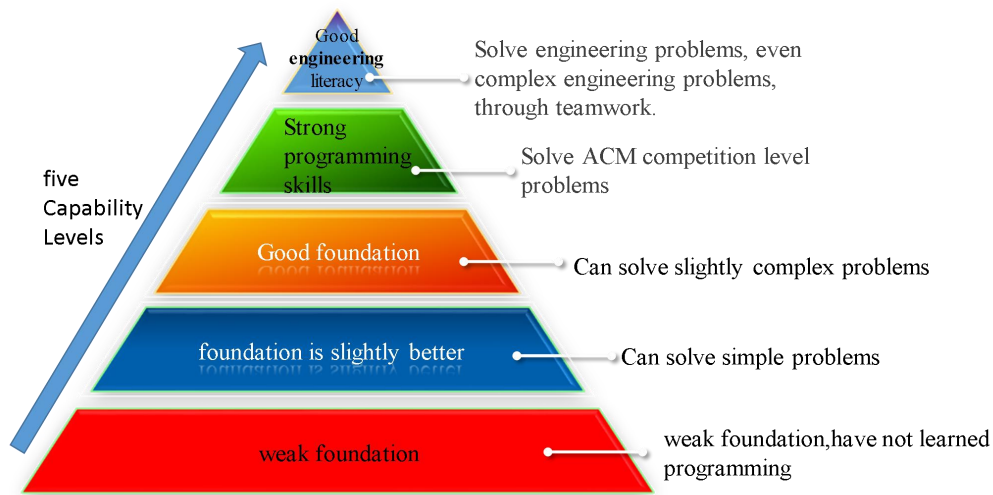 Good
engineering
literacy
Solve engineering problems, even
complex engineering problems,
through teamwork.
Strong
programming
skills
Solve ACM competition level
problems
five
Capability
Levels
Good foundation
Can solve slightly complex problems
foundation is slightly better
Can solve simple problems
weak foundation
weak foundation,have not learned
programming